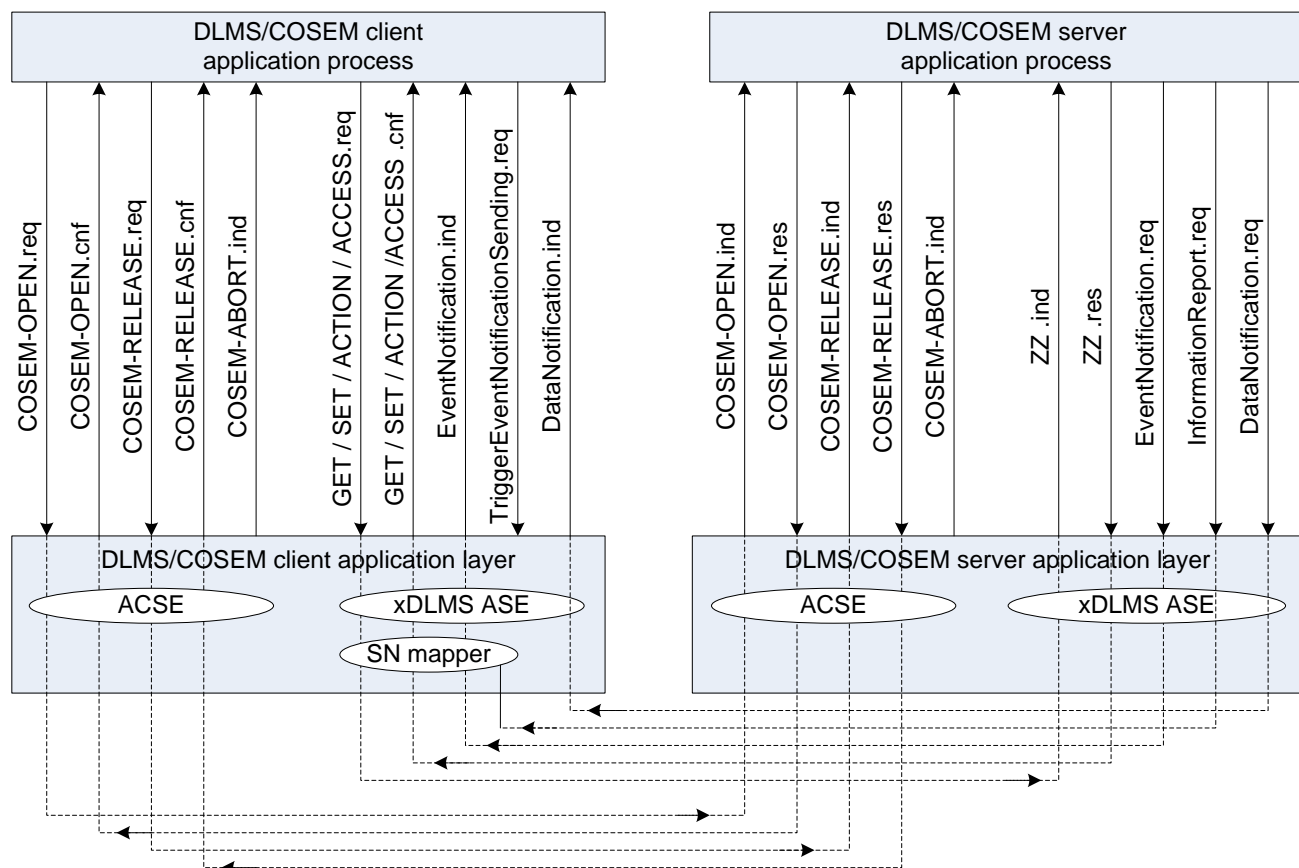 DLMS/COSEM client
application process
DLMS/COSEM server
application process
COSEM-OPEN.req
COSEM-OPEN.cnf
COSEM-RELEASE.req
COSEM-RELEASE.cnf
COSEM-ABORT.ind
GET / SET / ACTION / ACCESS.req
GET / SET / ACTION /ACCESS .cnf
EventNotification.ind
TriggerEventNotificationSending.req
DataNotification.ind
COSEM-OPEN.ind
COSEM-OPEN.res
COSEM-RELEASE.ind
COSEM-RELEASE.res
COSEM-ABORT.ind
ZZ .ind
ZZ .res
EventNotification.req
InformationReport.req
DataNotification.req
DLMS/COSEM client application layer
ACSE
xDLMS ASE
SN mapper
DLMS/COSEM server application layer
ACSE
xDLMS ASE